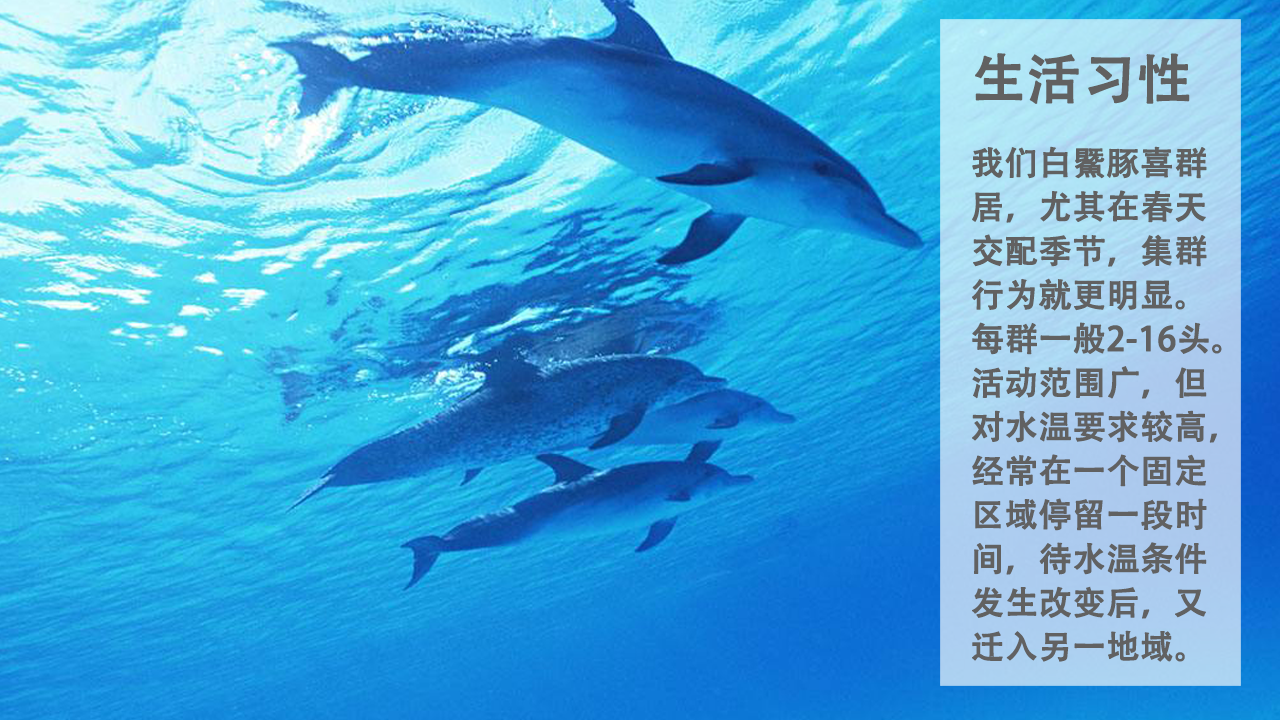 生活习性
我们白鱀豚喜群
居，尤其在春天
交配季节，集群
行为就更明显。
每群一般2-16头。
活动范围广，但
对水温要求较高，
经常在一个固定
区域停留一段时
间，待水温条件
发生改变后，又
迁入另一地域。